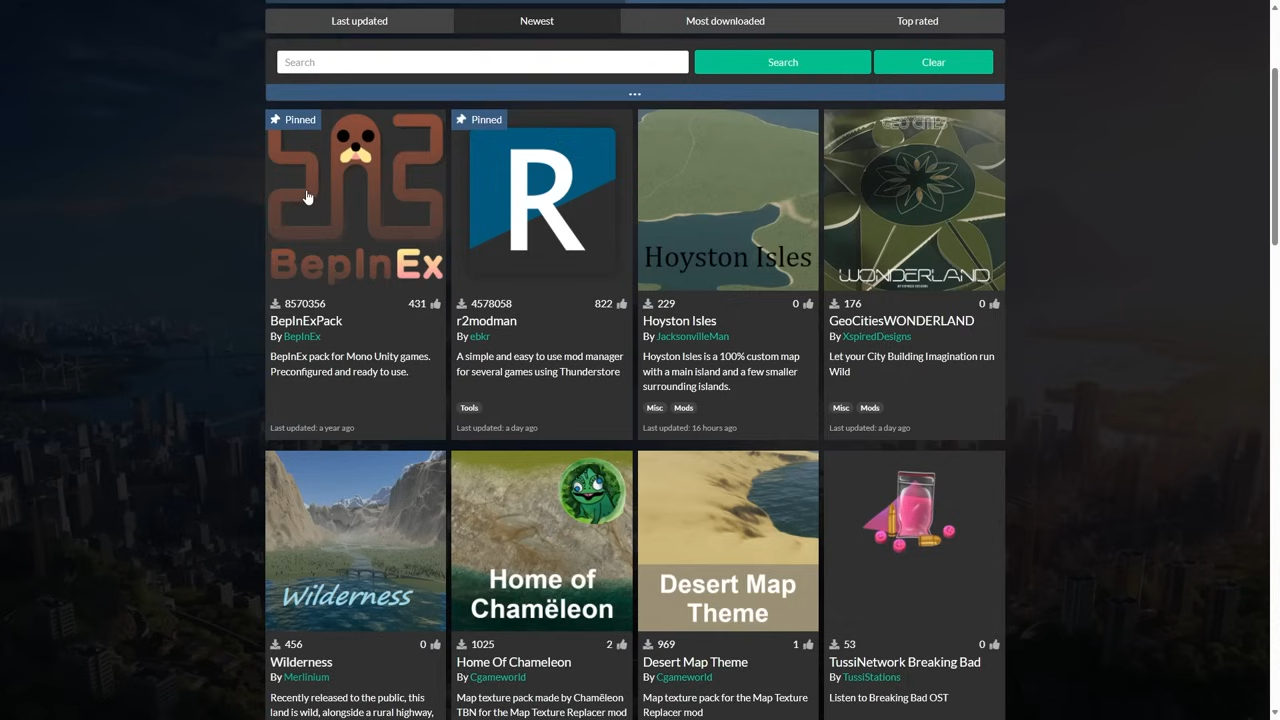 Last updated
Newest
Most downloaded
Top rated
Search
Search
Clear
...
Pinned
BepInEx
8570356
431
BepInExPack
By BepInEx
BepInEx pack for Mono Unity games.
Preconfigured and ready to use.
Last updated: a year ago
Pinned
R
4578058
822
r2modman
By ebkr
A simple and easy to use mod manager
for several games using Thunderstore
Tools
Last updated: a day ago
Hoyston Isles
229
0
Hoyston Isles
By JacksonvilleMan
Hoyston Isles is a 100% custom map
with a main island and a few smaller
surrounding islands.
Misc
Mods
Last updated: 16 hours ago
GEO CITIES
WONDERLAND
176
0
GeoCitiesWONDERLAND
By XspiredDesigns
Let your City Building Imagination run
Wild
Misc
Mods
Last updated: a day ago
Wilderness
456
0
Wilderness
By Merlinium
Recently released to the public, this
land is wild, alongside a rural highway,
Home of
Chamëleon
1025
2
Home Of Chameleon
By Cgameworld
Map texture pack made by Chamëleon
TBN for the Map Texture Replacer mod
Desert Map
Theme
969
1
Desert Map Theme
By Cgameworld
Map texture pack for the Map Texture
Replacer mod
53
0
TussiNetwork Breaking Bad
By TussiStations
Listen to Breaking Bad OST